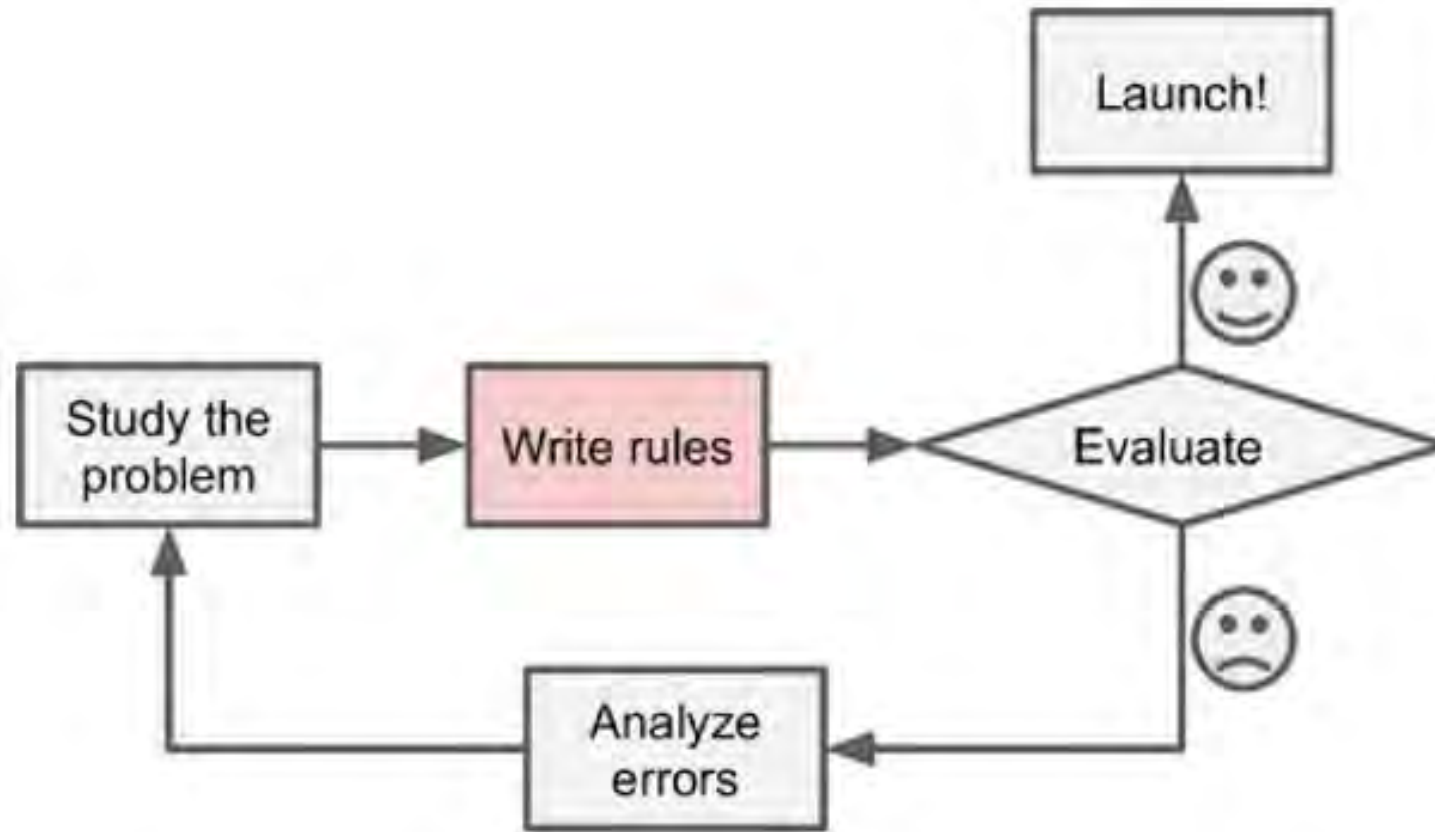 Launch!
Study the
problem
Write rules
Evaluate
Analyze
errors